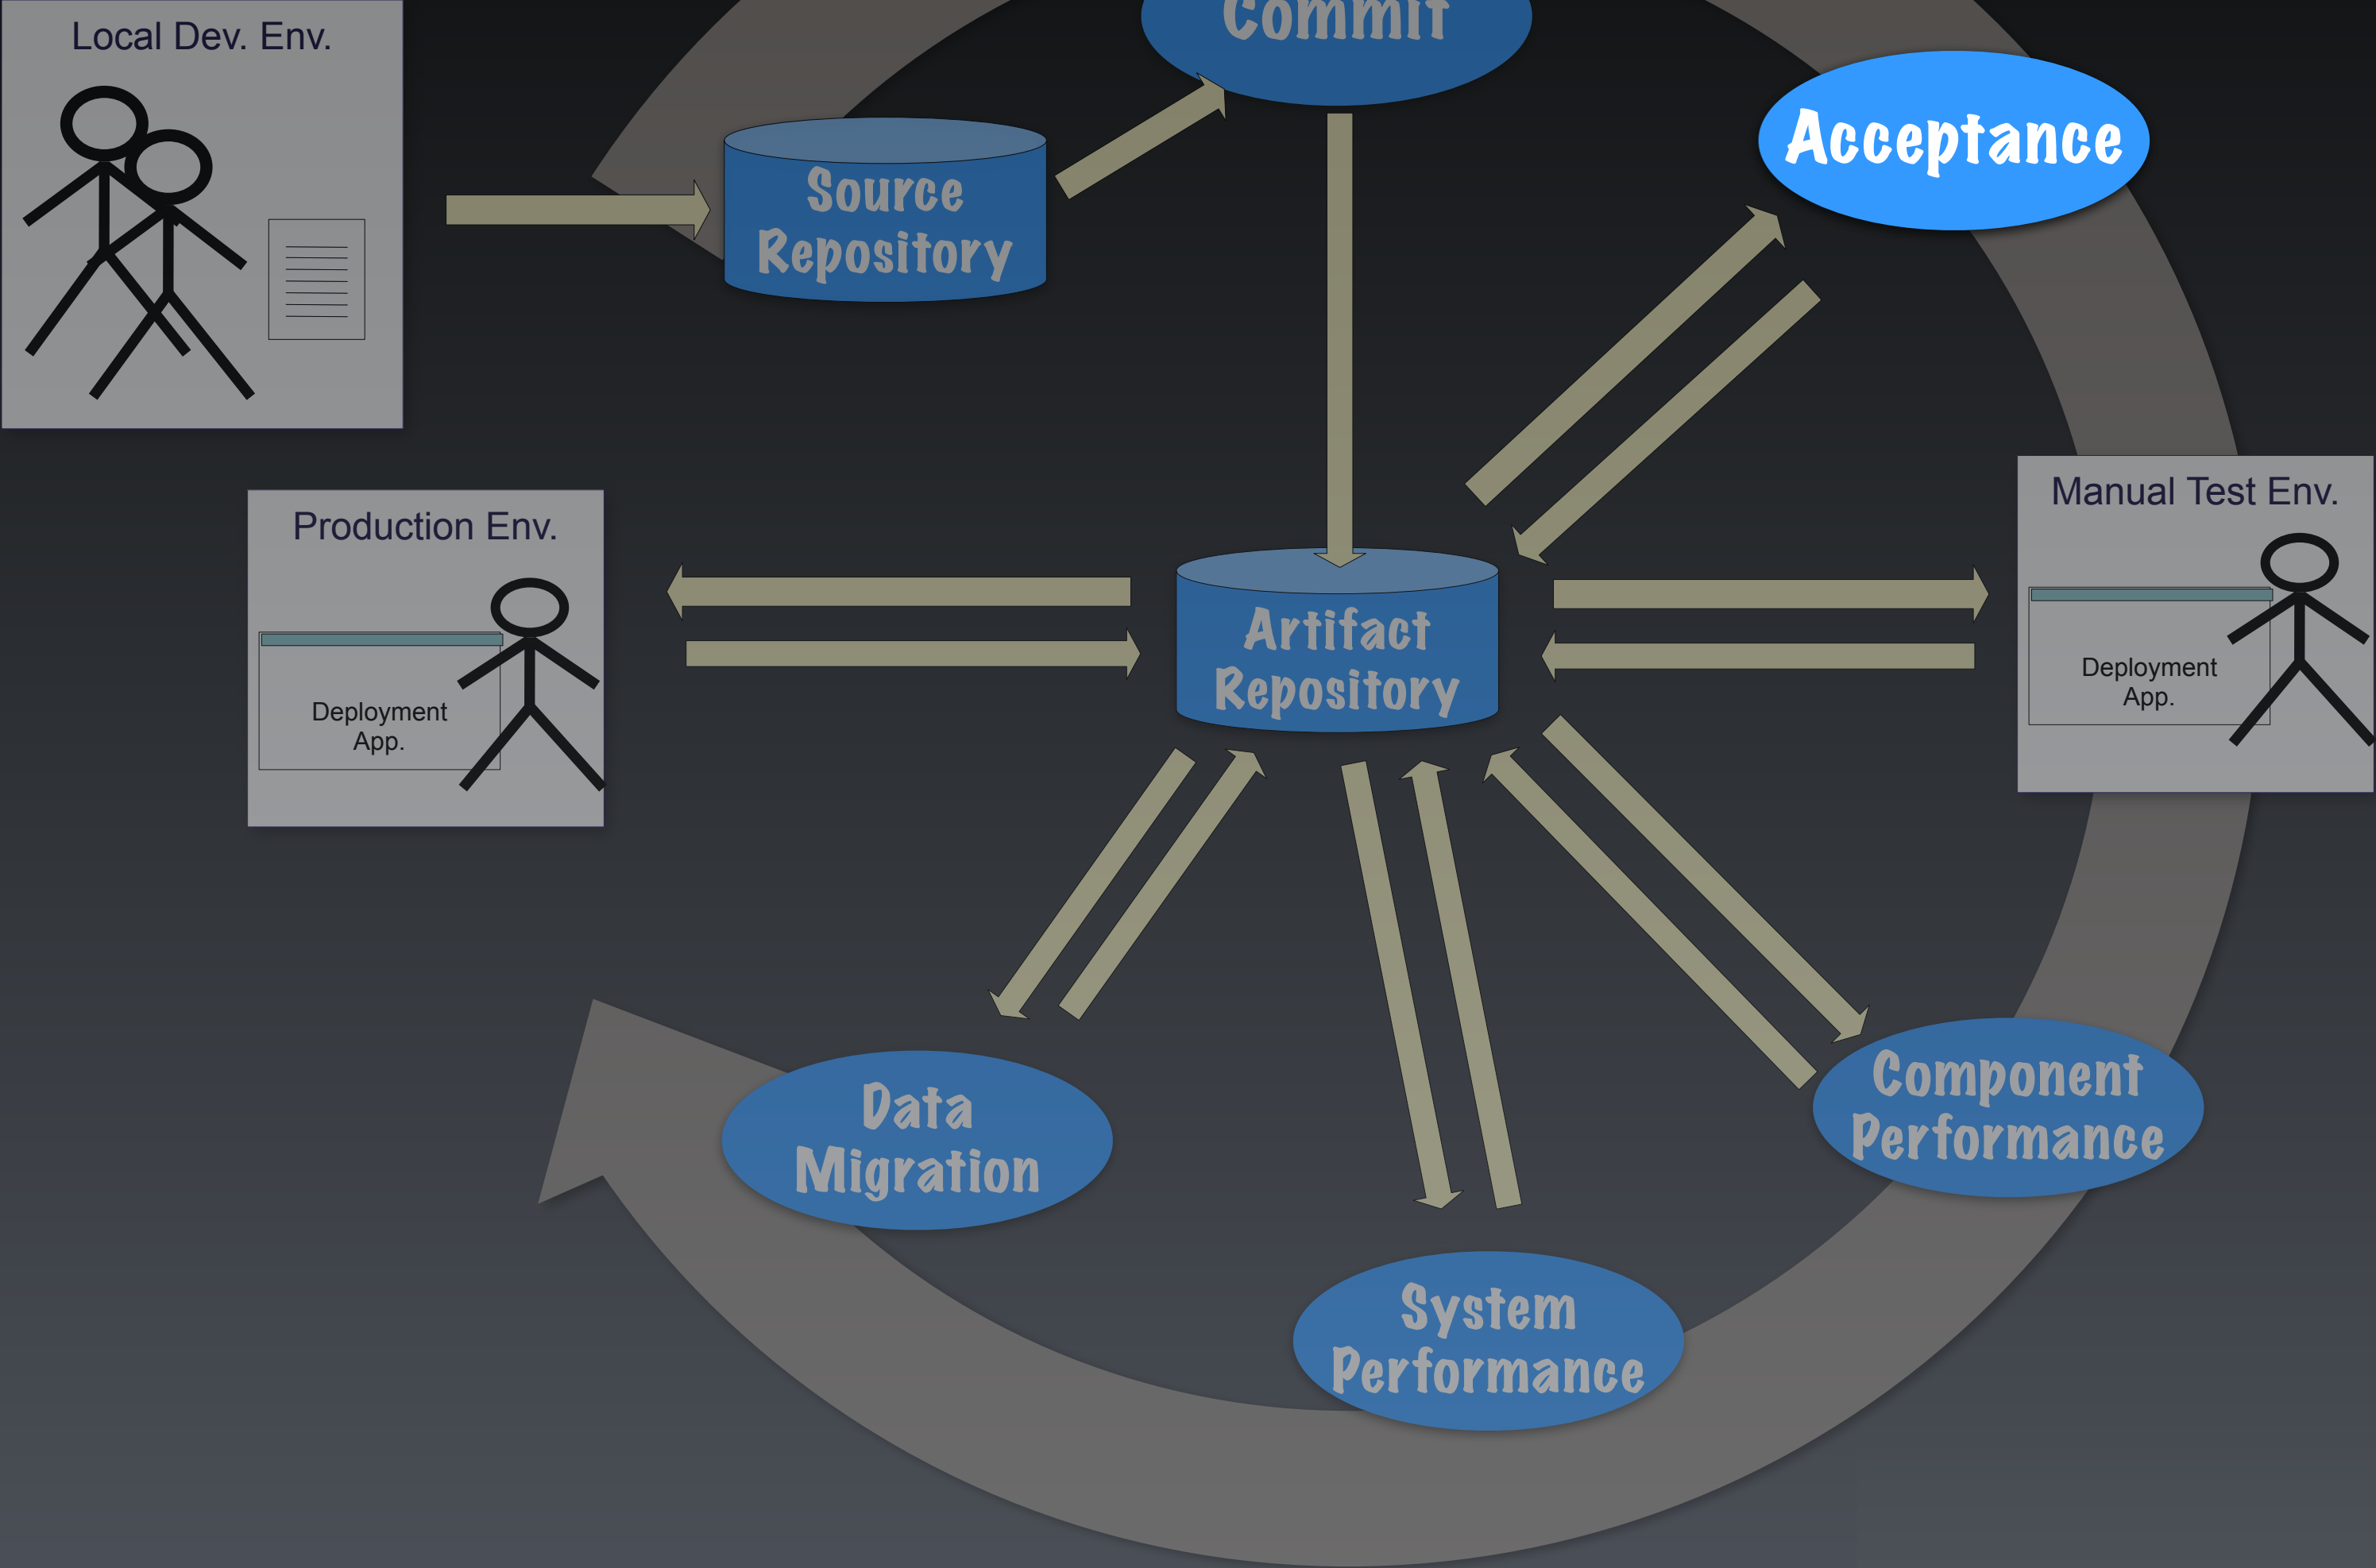 Local Dev. Env.
Commit
Acceptance
Source
Repository
Production Env.
Deployment
App.
Artifact
Repository
Manual Test Env.
Deployment
App.
Data
Migration
Component
Performance
System
Performance